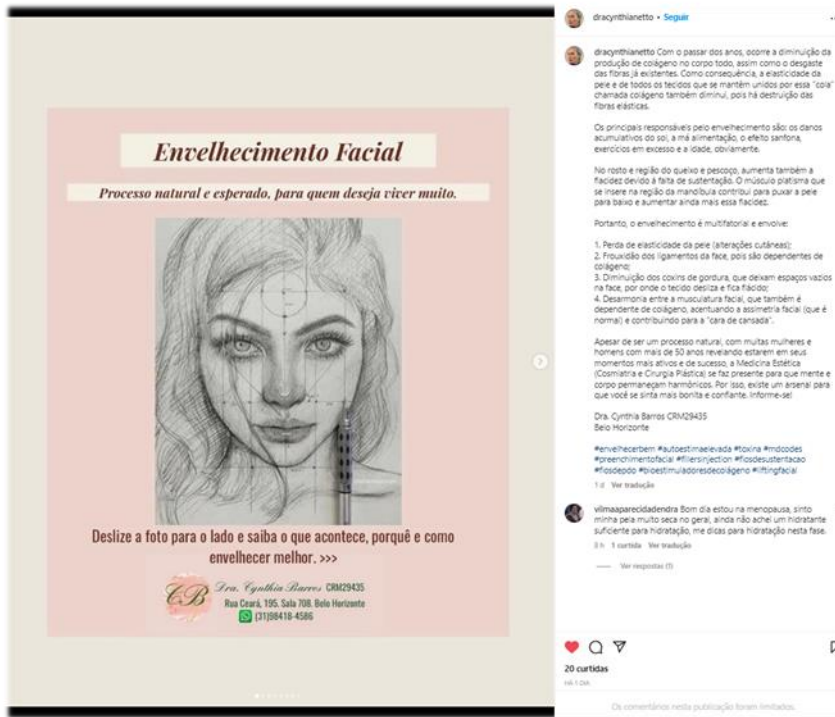 Envelhecimento Facial
Processo natural e esperado, para quem deseja viver muito.
Deslize a foto para o lado e saiba o que acontece, porquê e como
envelhecer melhor. >>>
CB
Dra. Cynthia Barros CRM29435
Rua Ceará, 195. Sala 708. Belo Horizonte
(31)98418-4586
dracynthianetto • Seguir
dracynthianetto Com o passar dos anos, ocorre a diminuição da
produção de colágeno no corpo todo, assim como o desgaste
das fibras já existentes. Como consequência, a elasticidade da
pele e de todos os tecidos que se mantém unidos por essa "cola"
chamada colágeno também diminui, pois há destruição das
fibras elásticas.
Os principais responsáveis pelo envelhecimento são: os danos
acumulativos do sol, a má alimentação, o efeito sanfona,
exercícios em excesso e a idade, obviamente.
No rosto e região do queixo e pescoço, aumenta também a
flacidez devido à falta de sustentação. O músculo platisma que
se insere na região da mandíbula contribui para puxar a pele
para baixo e aumentar ainda mais essa flacidez.
Portanto, o envelhecimento é multifatorial e envolve:
1. Perda de elasticidade da pele (alterações cutâneas);
2. Frouxidão dos ligamentos da face, pois são dependentes de
colágeno;
3. Diminuição dos coxins de gordura, que deixam espaços vazios
na face, por onde o tecido desliza e fica flácido;
4. Desarmonia entre a musculatura facial, que também é
dependente de colágeno, acentuando a assimetria facial (que é
normal) e contribuindo para a "cara de cansada".
Apesar de ser um processo natural, com muitas mulheres e
homens com mais de 50 anos revelando estarem em seus
momentos mais ativos e de sucesso, a Medicina Estética
(Cosmiatria e Cirurgia Plástica) se faz presente para que mente e
corpo permaneçam harmônicos. Por isso, existe um arsenal para
que você se sinta mais bonita e confiante. Informe-se!
Dra. Cynthia Barros CRM29435
Belo Horizonte
#envelhecerbem #autoestimaelevada #toxina #mdcodes
#preenchimentofacial #fillersinjection #fiosdesustentacao
#fiosdepdo #bioestimuladoresdecolágeno #liftingfacial
1 d Ver tradução
vilmaaparecidadendra Bom dia estou na menopausa, sinto
minha pela muito seca no geral, ainda não achei um hidratante
suficiente para hidratação, me dicas para hidratação nesta fase.
8 h 1 curtida Ver tradução
Ver respostas (1)
20 curtidas
HÁ 1 DIA
Os comentários nesta publicação foram limitados.